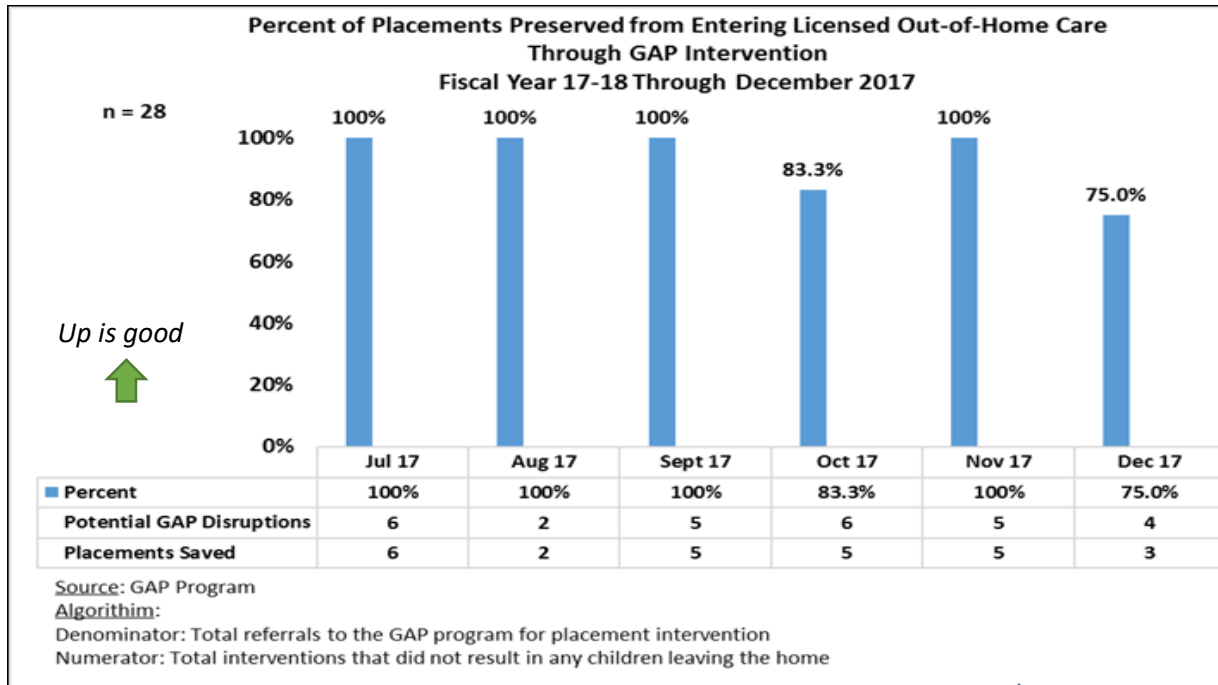 Percent of Placements Preserved from Entering Licensed Out-of-Home Care
Through GAP Intervention
Fiscal Year 17-18 Through December 2017
n = 28
100% 100% 100% 83.3% 100% 75.0%
100%
80%
60%
40%
20%
0%
Up is good
Jul 17 Aug 17 Sept 17 Oct 17 Nov 17 Dec 17
Percent 100% 100% 100% 83.3% 100% 75.0%
Potential GAP Disruptions 6 2 5 6 5 4
Placements Saved 6 2 5 5 5 3
Source: GAP Program
Algorithim:
Denominator: Total referrals to the GAP program for placement intervention
Numerator: Total interventions that did not result in any children leaving the home